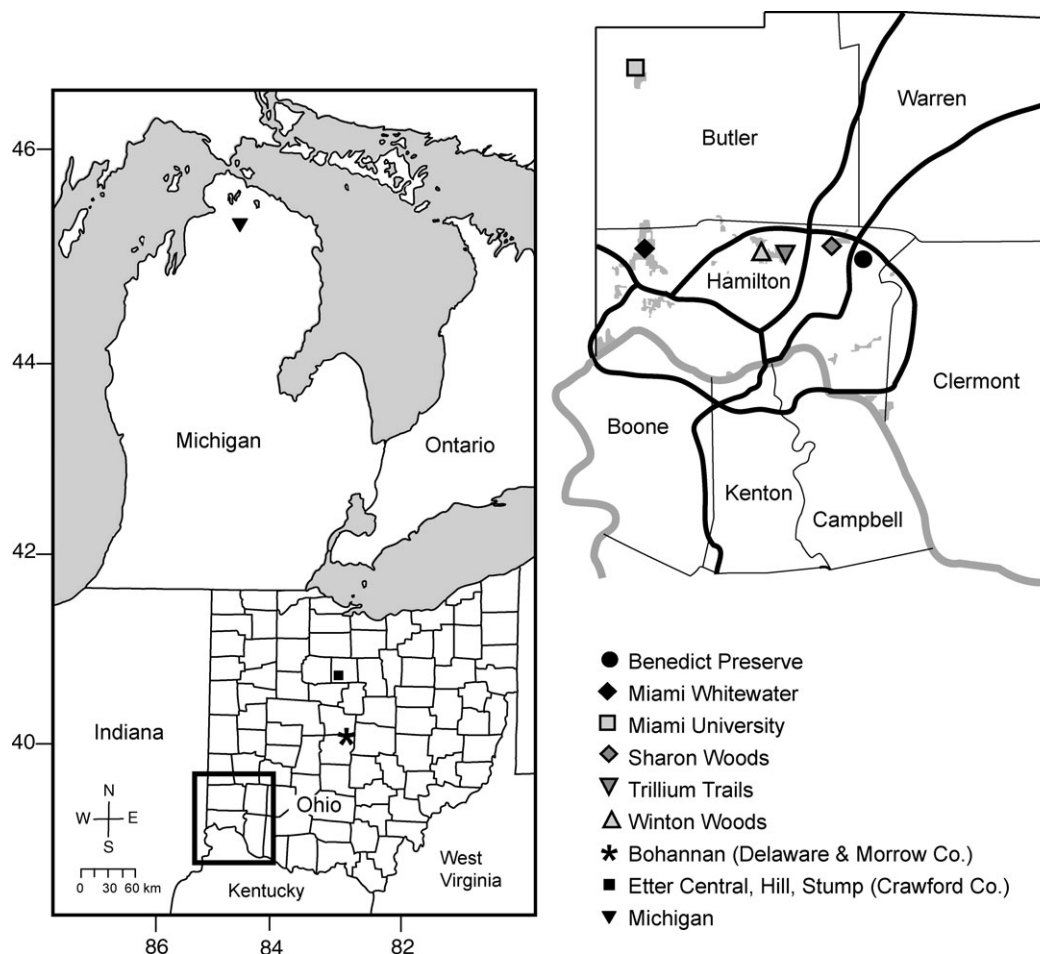 46
44
42
40
86
84
82
Michigan
Ontario
Indiana
Ohio
West
Virginia
Kentucky
N
W
E
S
0 30 60 km
Warren
Butler
Hamilton
Clermont
Boone
Kenton
Campbell
Benedict Preserve
Miami Whitewater
Miami University
Sharon Woods
Trillium Trails
Winton Woods
Bohannan (Delaware & Morrow Co.)
Etter Central, Hill, Stump (Crawford Co.)
Michigan